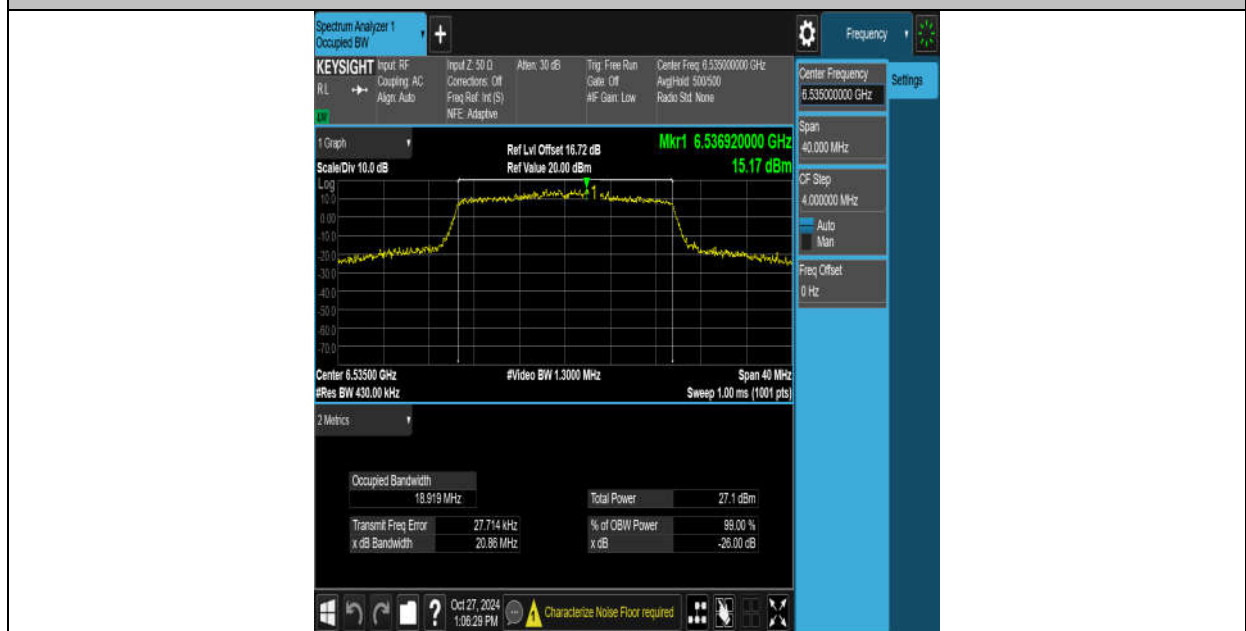 Spectrum Analyzer 1
Occupied BW
Frequency
KEYSIGHT
Input: RF
Coupling: AC
Align: Auto
RL
Input Z: 50 Ω
Corrections: Off
Freq Ref: Int (S)
NFE: Adaptive
Atten: 30 dB
Trig: Free Run
Gate: Off
#IF Gain: Low
Center Freq: 6.535000000 GHz
Avg|Hold: 500/500
Radio Std: None
Center Frequency
6.535000000 GHz
Settings
Span
40.000 MHz
CF Step
4.000000 MHz
Auto
Man
Freq Offset
0 Hz
1 Graph
Scale/Div 10.0 dB
Ref Lvl Offset 16.72 dB
Ref Value 20.00 dBm
Mkr1 6.536920000 GHz
15.17 dBm
Log
10.0
0.00
-10.0
-20.0
-30.0
-40.0
-50.0
-60.0
-70.0
1
Center 6.53500 GHz
#Res BW 430.00 kHz
#Video BW 1.3000 MHz
Span 40 MHz
Sweep 1.00 ms (1001 pts)
2 Metrics
Occupied Bandwidth
18.919 MHz
Total Power 27.1 dBm
Transmit Freq Error 27.714 kHz
% of OBW Power 99.00 %
x dB Bandwidth 20.86 MHz
x dB -26.00 dB
?
Oct 27, 2024
1:06:29 PM
Characterize Noise Floor required